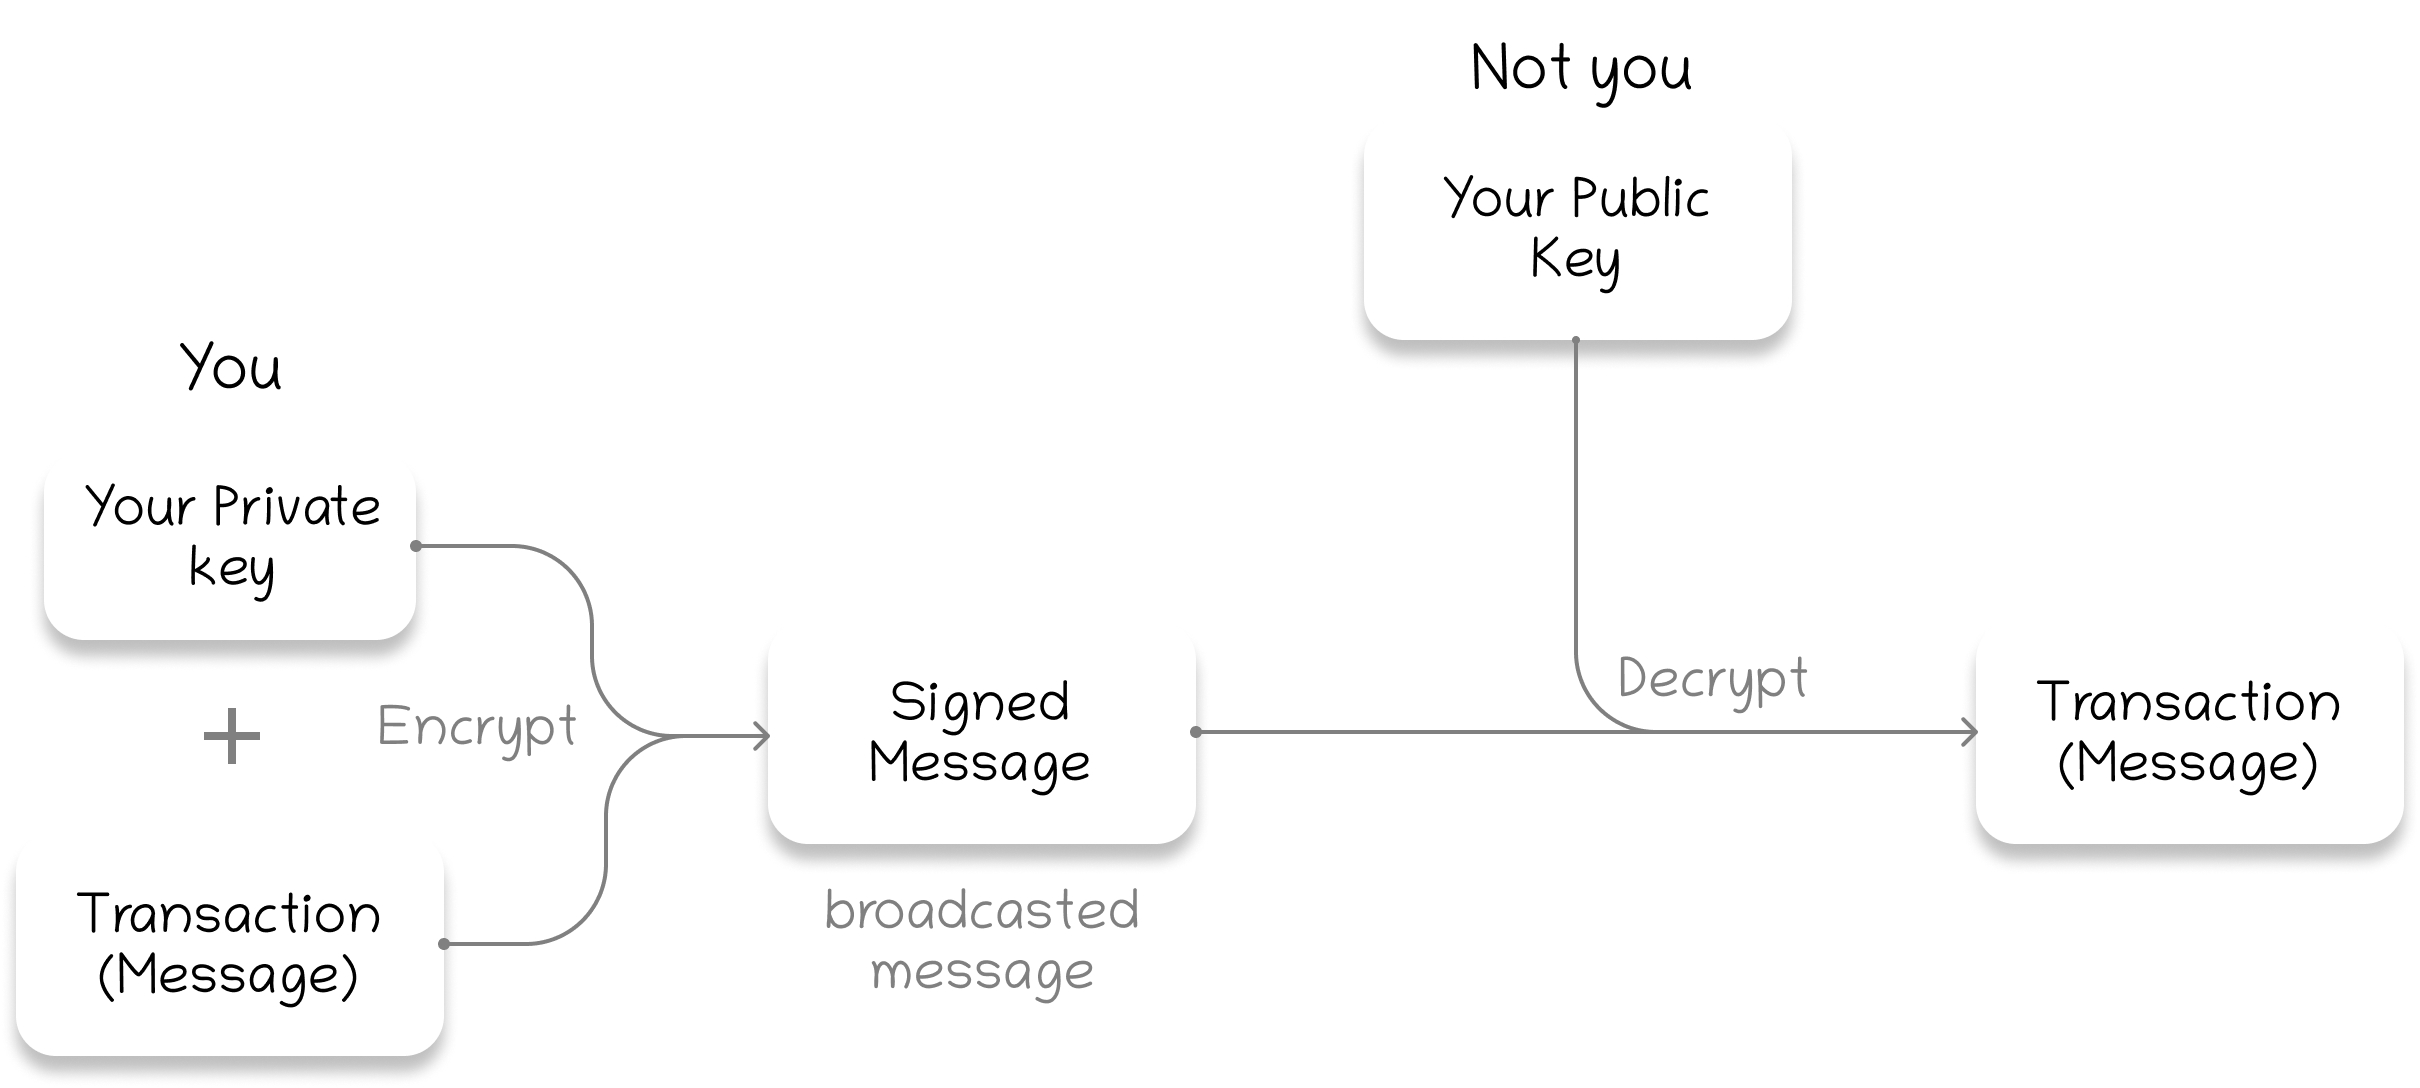 Not you
Your Public
Key
You
Your Private
key
Encrypt
Transaction
(Message)
Signed
Message
broadcasted
message
Decrypt
Transaction
(Message)